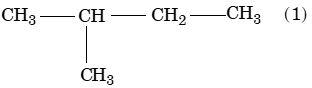 CH₃ — CH — CH₂ — CH₃ (1)
CH₃